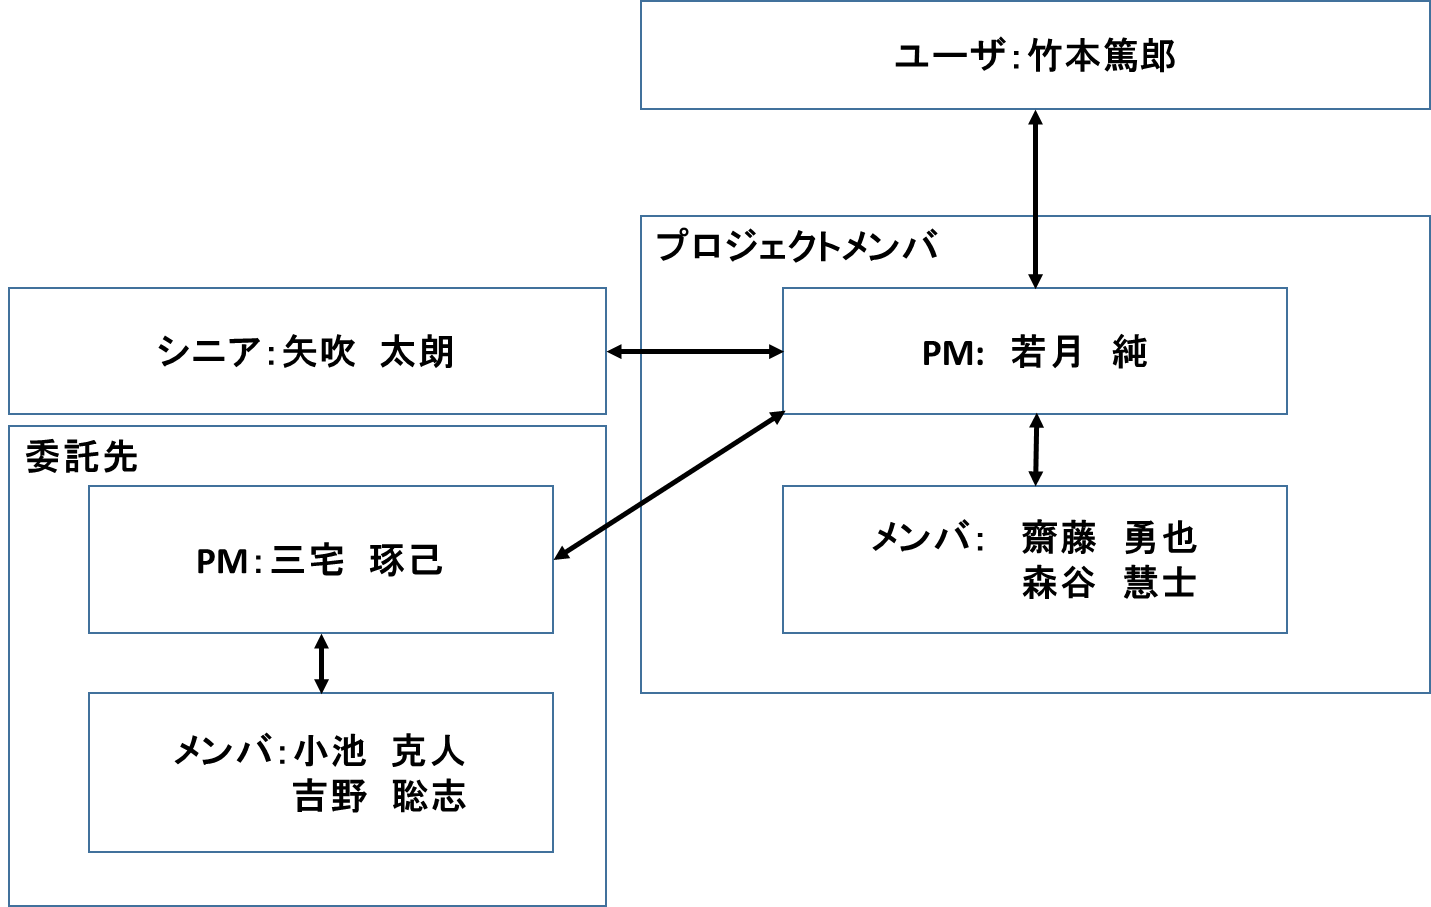 ユーザ：竹本篤郎
プロジェクトメンバ
シニア：矢吹　太朗
PM:　若月　純
委託先
PM：三宅　琢己
メンバ：　齋藤　勇也
森谷　慧士
メンバ：小池　克人
吉野　聡志